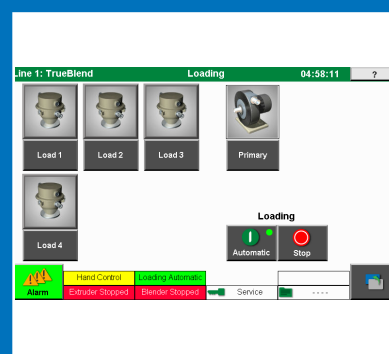 Line 1: TrueBlend Loading 04:58:11 ?
Load 1 Load 2 Load 3 Primary
Load 4
Loading
Automatic Stop
Alarm
Hand Control Loading Automatic
Extruder Stopped Blender Stopped Service ----